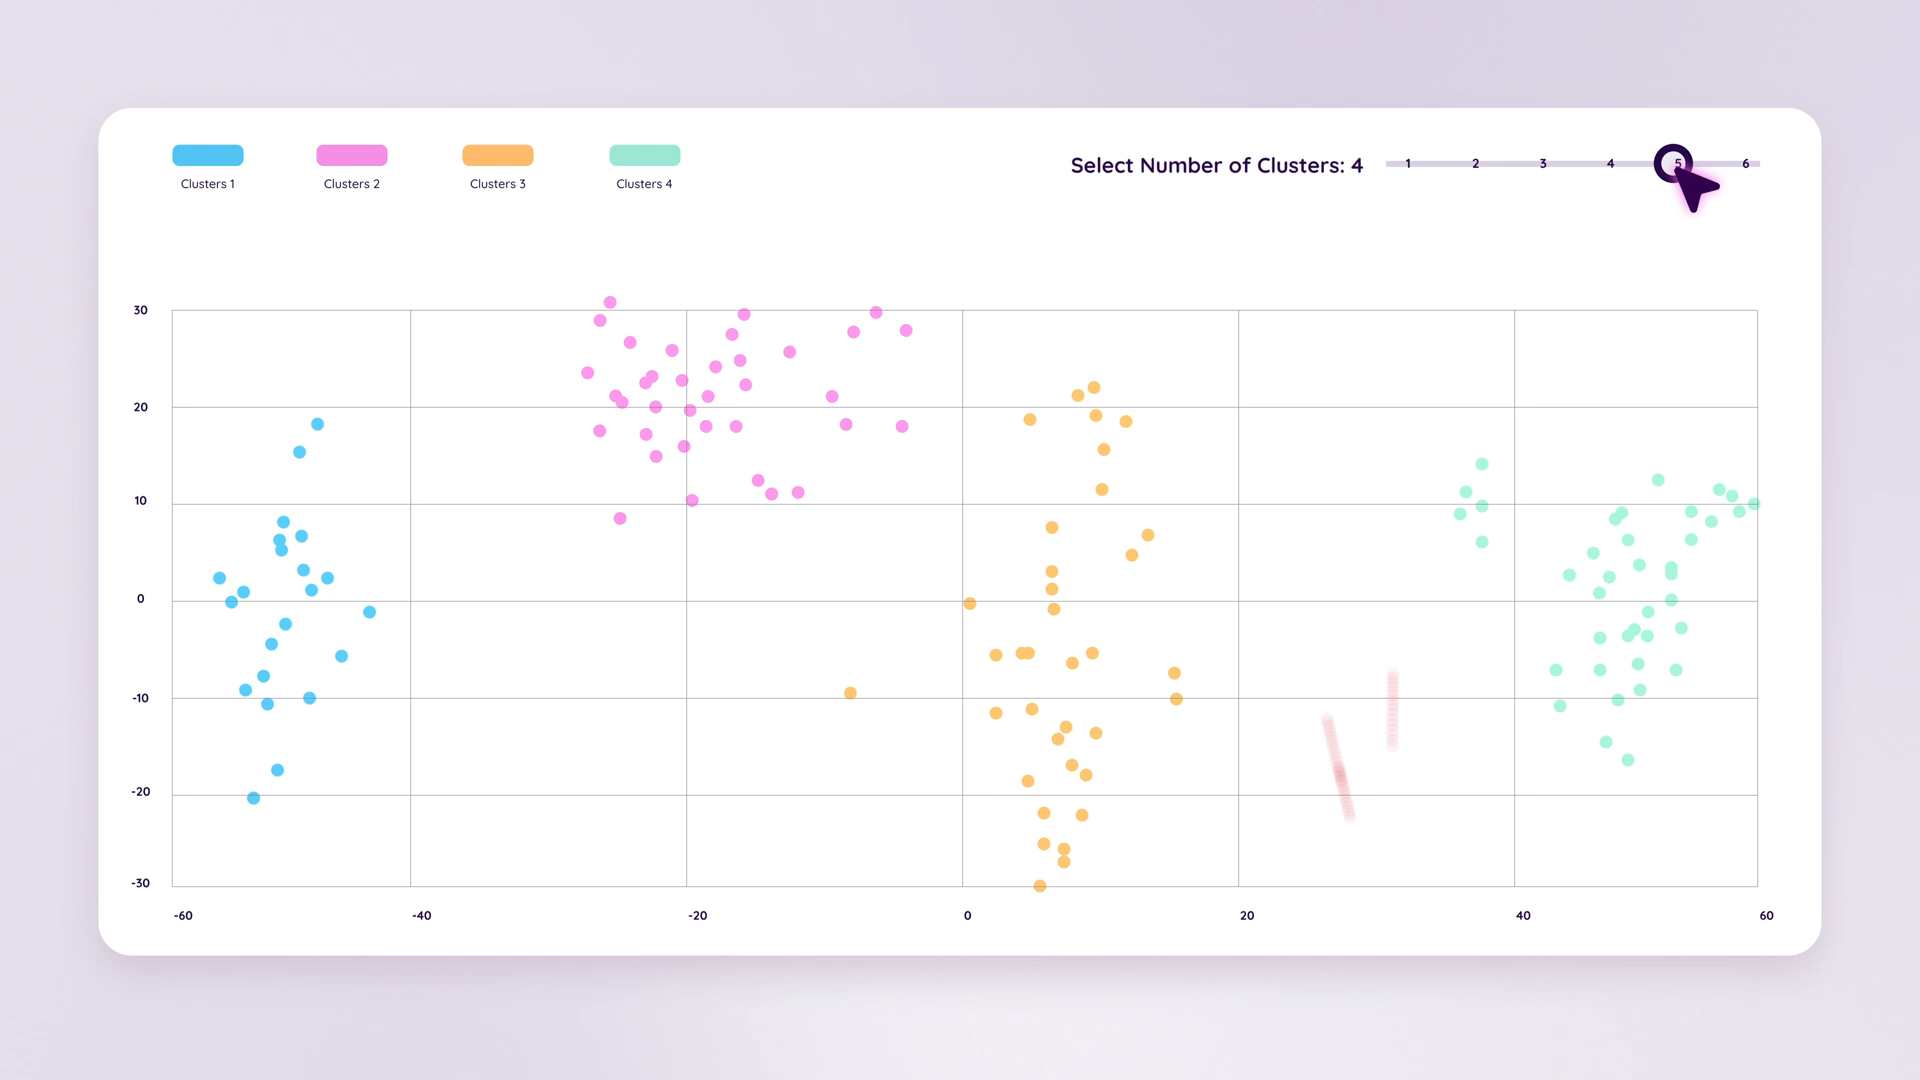 Select Number of Clusters: 4
1 2 3 4 5 6
Clusters 1
Clusters 2
Clusters 3
Clusters 4
30
20
10
0
-10
-20
-30
-60 -40 -20 0 20 40 60